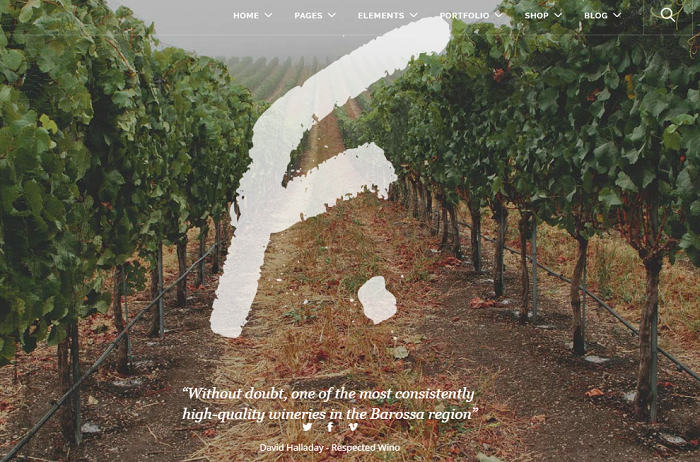 HOME PAGES ELEMENTS PORTFOLIO SHOP BLOG
F.
“Without doubt, one of the most consistently
high-quality wineries in the Barossa region”
David Halladay - Respected Wino